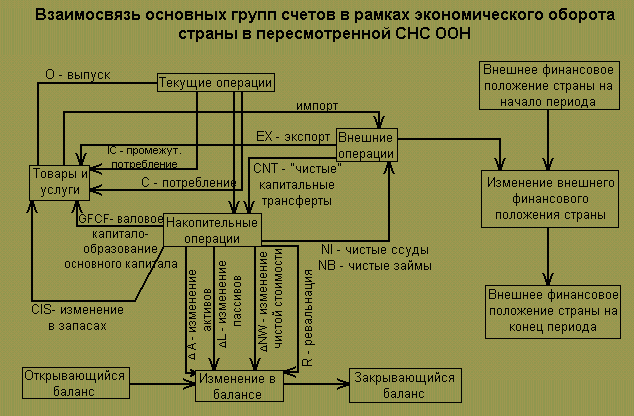 Взаимосвязь основных групп счетов в рамках экономического оборота
страны в пересмотренной СНС ООН
О - выпуск
Текущие операции
Внешнее финансовое
положение страны на
начало периода
импорт
EX - экспорт
Внешние
операции
IC - промежут.
потребление
Товары и
услуги
C - потребление
CNT - "чистые"
капитальные
трансферты
Изменение внешнего
финансового
положения страны
GFCF- валовое
капитало-
образование
основного капитала
Накопительные
операции
NI - чистые ссуды
NB - чистые займы
CIS- изменение
в запасах
ΔA - изменение
активов
ΔL - изменение
пассивов
ΔNW - изменение
чистой стоимости
R - ревальнация
Внешнее финансовое
положение страны на
конец периода
Открывающийся
баланс
Изменение в
балансе
Закрывающийся
баланс